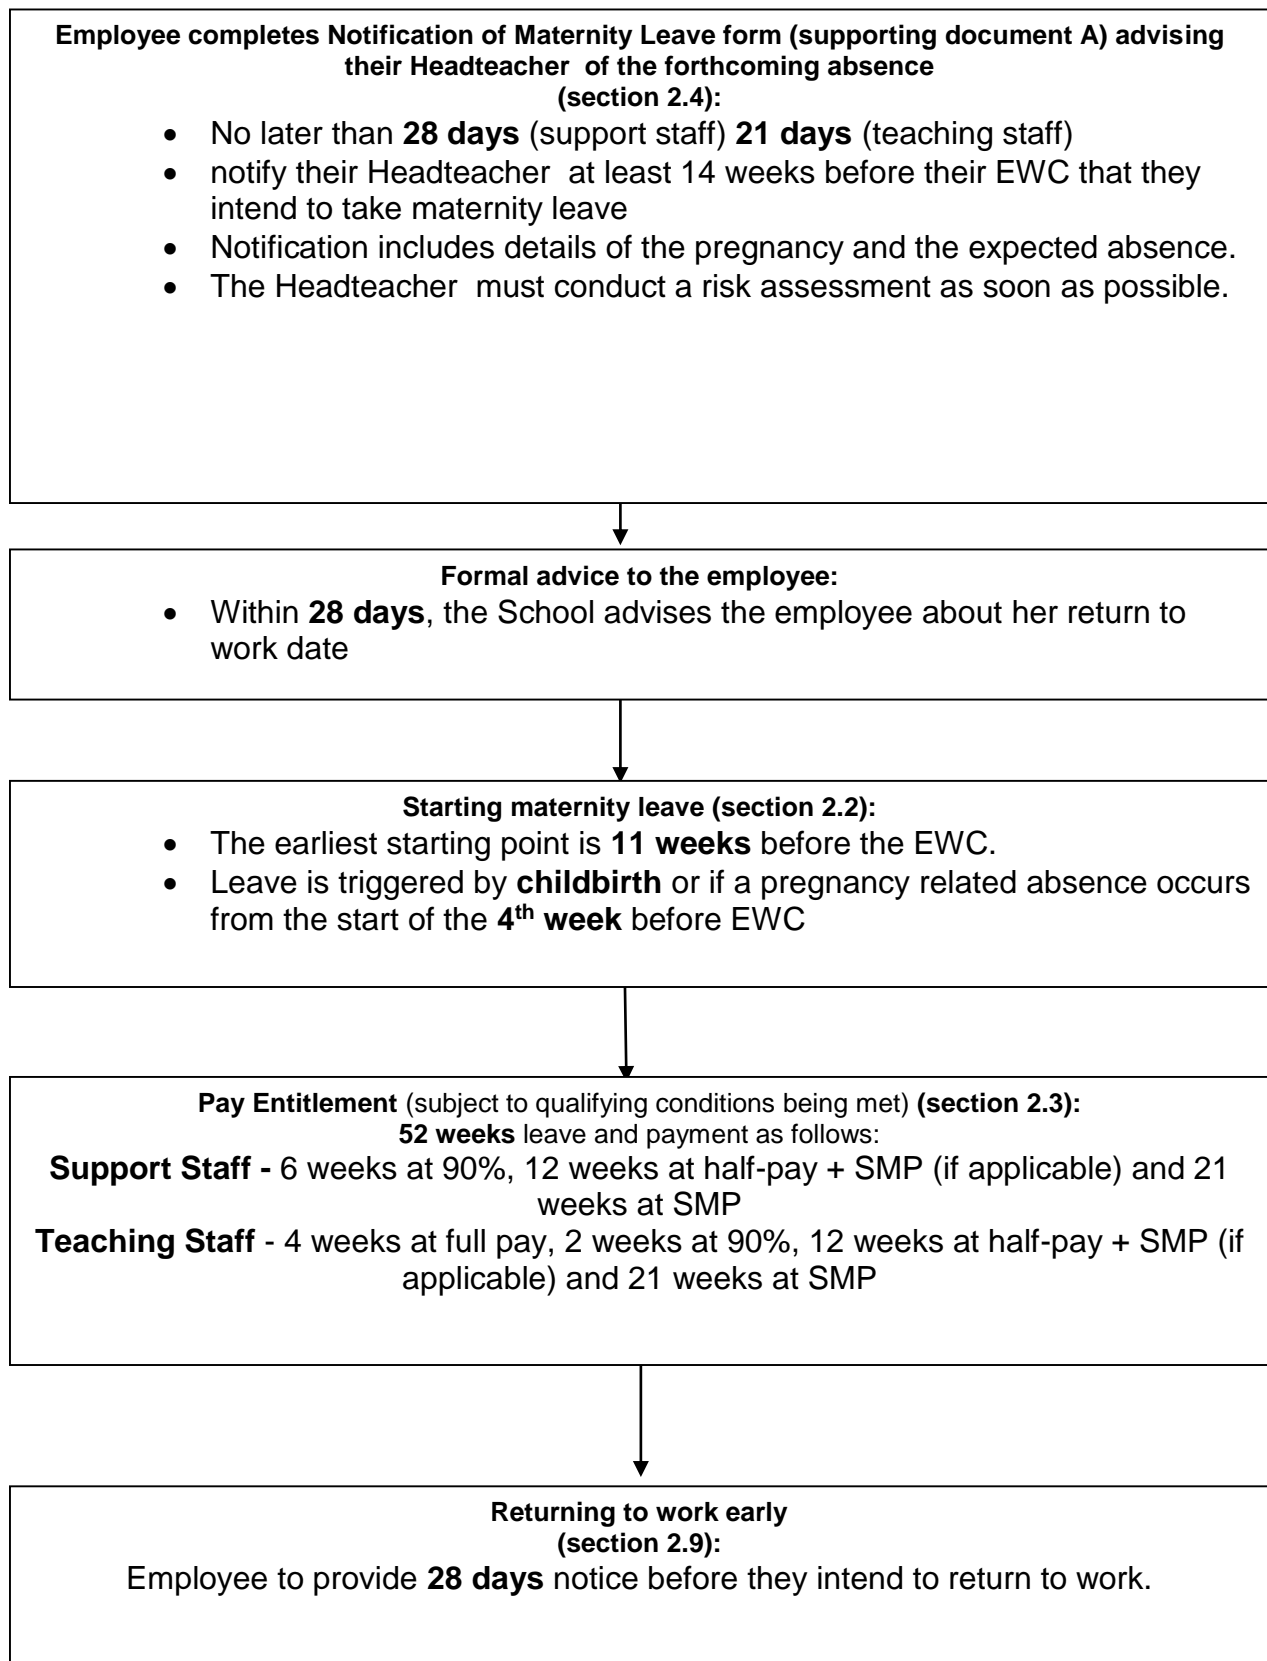 Employee completes Notification of Maternity Leave form (supporting document A) advising
their Headteacher  of the forthcoming absence
(section 2.4):
• No later than 28 days (support staff) 21 days (teaching staff)
• notify their Headteacher  at least 14 weeks before their EWC that they
intend to take maternity leave
• Notification includes details of the pregnancy and the expected absence.
• The Headteacher  must conduct a risk assessment as soon as possible.
Formal advice to the employee:
• Within 28 days, the School advises the employee about her return to
work date
Starting maternity leave (section 2.2):
• The earliest starting point is 11 weeks before the EWC.
• Leave is triggered by childbirth or if a pregnancy related absence occurs
from the start of the 4th week before EWC
Pay Entitlement (subject to qualifying conditions being met) (section 2.3):
52 weeks leave and payment as follows:
Support Staff - 6 weeks at 90%, 12 weeks at half-pay + SMP (if applicable) and 21
weeks at SMP
Teaching Staff - 4 weeks at full pay, 2 weeks at 90%, 12 weeks at half-pay + SMP (if
applicable) and 21 weeks at SMP
Returning to work early
(section 2.9):
Employee to provide 28 days notice before they intend to return to work.